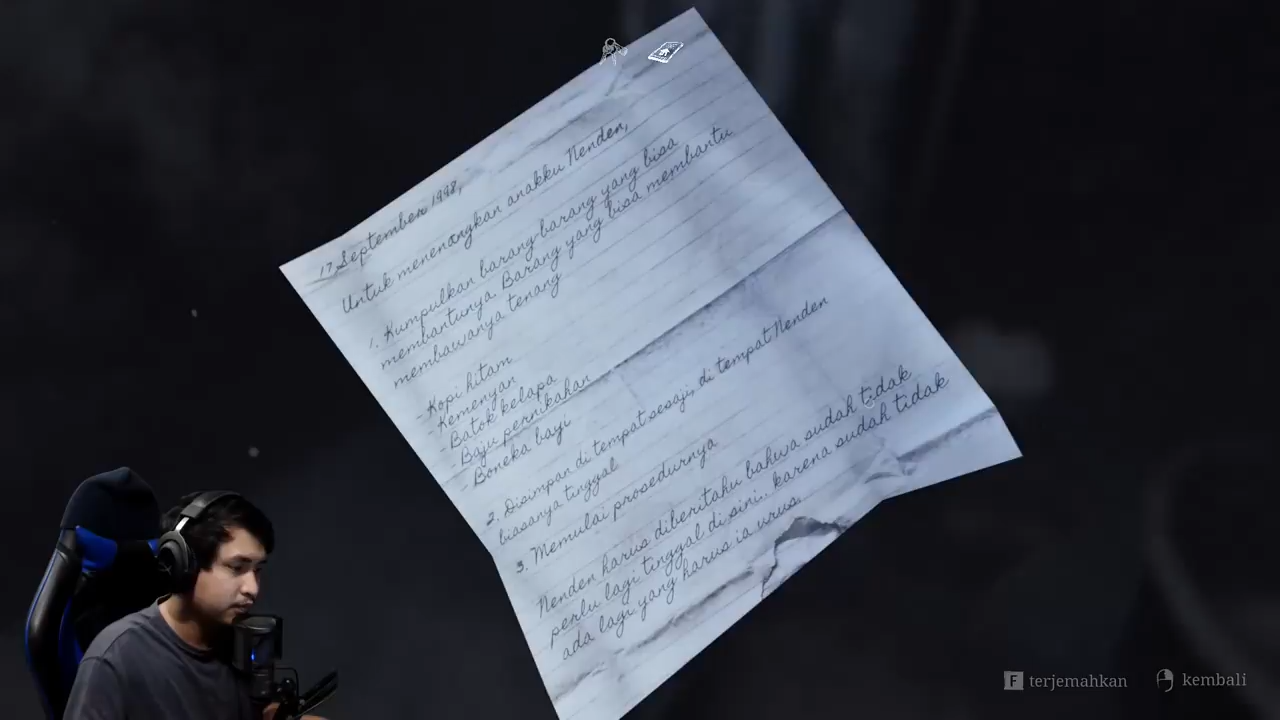 17 September 1998,
Untuk menenangkan anakku Nenden,
1. Kumpulkan barang-barang yang bisa
membantunya. Barang yang bisa membantu
membawanya tenang
- Kopi hitam
- Kemenyan
- Batok kelapa
- Baju pernikahan
- Boneka bayi
2. Disimpan di tempat sesaji, di tempat Nenden
biasanya tinggal
3. Memulai prosedurnya
Nenden harus diberitahu bahwa sudah tidak
perlu lagi tinggal di sini.. karena sudah tidak
ada lagi yang harus ia urus.
F terjemahkan
kembali